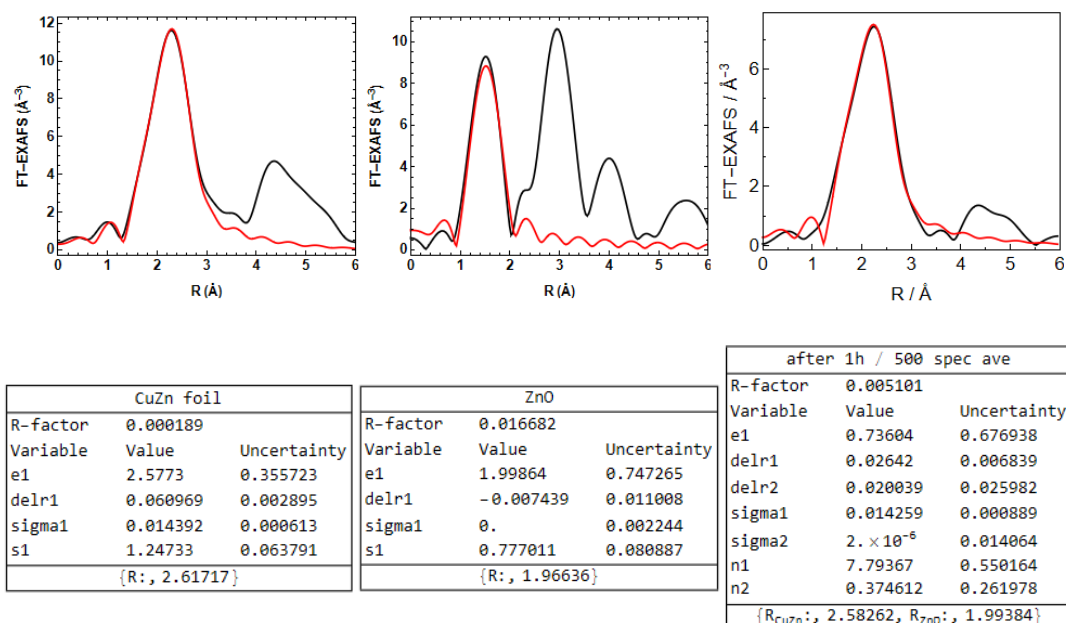 12
10
8
6
4
2
0
FT-EXAFS (Å⁻³)
0 1 2 3 4 5 6
R (Å)
10
8
6
4
2
0
FT-EXAFS (Å⁻³)
0 1 2 3 4 5 6
R (Å)
6
4
2
0
FT-EXAFS / Å⁻³
0 1 2 3 4 5 6
R / Å
CuZn foil
R-factor 0.000189
Variable Value Uncertainty
e1 2.5773 0.355723
delr1 0.060969 0.002895
sigma1 0.014392 0.000613
s1 1.24733 0.063791
{R:, 2.61717}
ZnO
R-factor 0.016682
Variable Value Uncertainty
e1 1.99864 0.747265
delr1 -0.007439 0.011008
sigma1 0. 0.002244
s1 0.777011 0.080887
{R:, 1.96636}
after 1h / 500 spec ave
R-factor 0.005101
Variable Value Uncertainty
e1 0.73604 0.676938
delr1 0.02642 0.006839
delr2 0.020039 0.025982
sigma1 0.014259 0.000889
sigma2 2. × 10⁻⁶ 0.014064
n1 7.79367 0.550164
n2 0.374612 0.261978
{R_CuZn:, 2.58262, R_ZnO:, 1.99384}